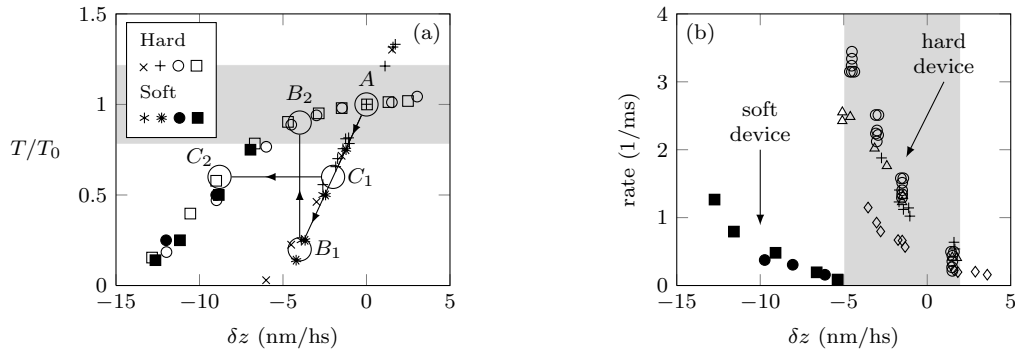 (a)
Hard
Soft
A
B₂
C₂
C₁
B₁
T/T₀
1.5
1
0.5
0
−15
−10
−5
0
5
δz (nm/hs)
(b)
hard
device
soft
device
rate (1/ms)
4
3
2
1
0
−15
−10
−5
0
5
δz (nm/hs)